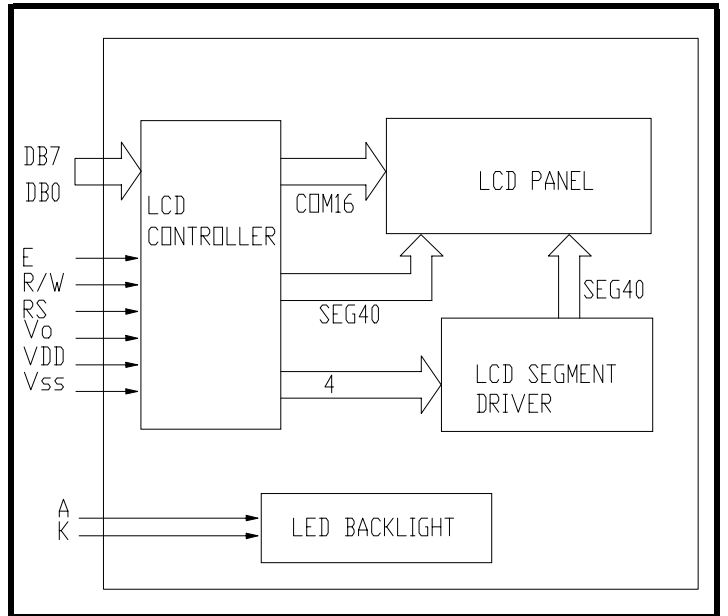 DB7
DB0
LCD
CONTROLLER
COM16
LCD PANEL
E
R/W
RS
Vo
VDD
Vss
SEG40
SEG40
4
LCD SEGMENT
DRIVER
A
K
LED BACKLIGHT